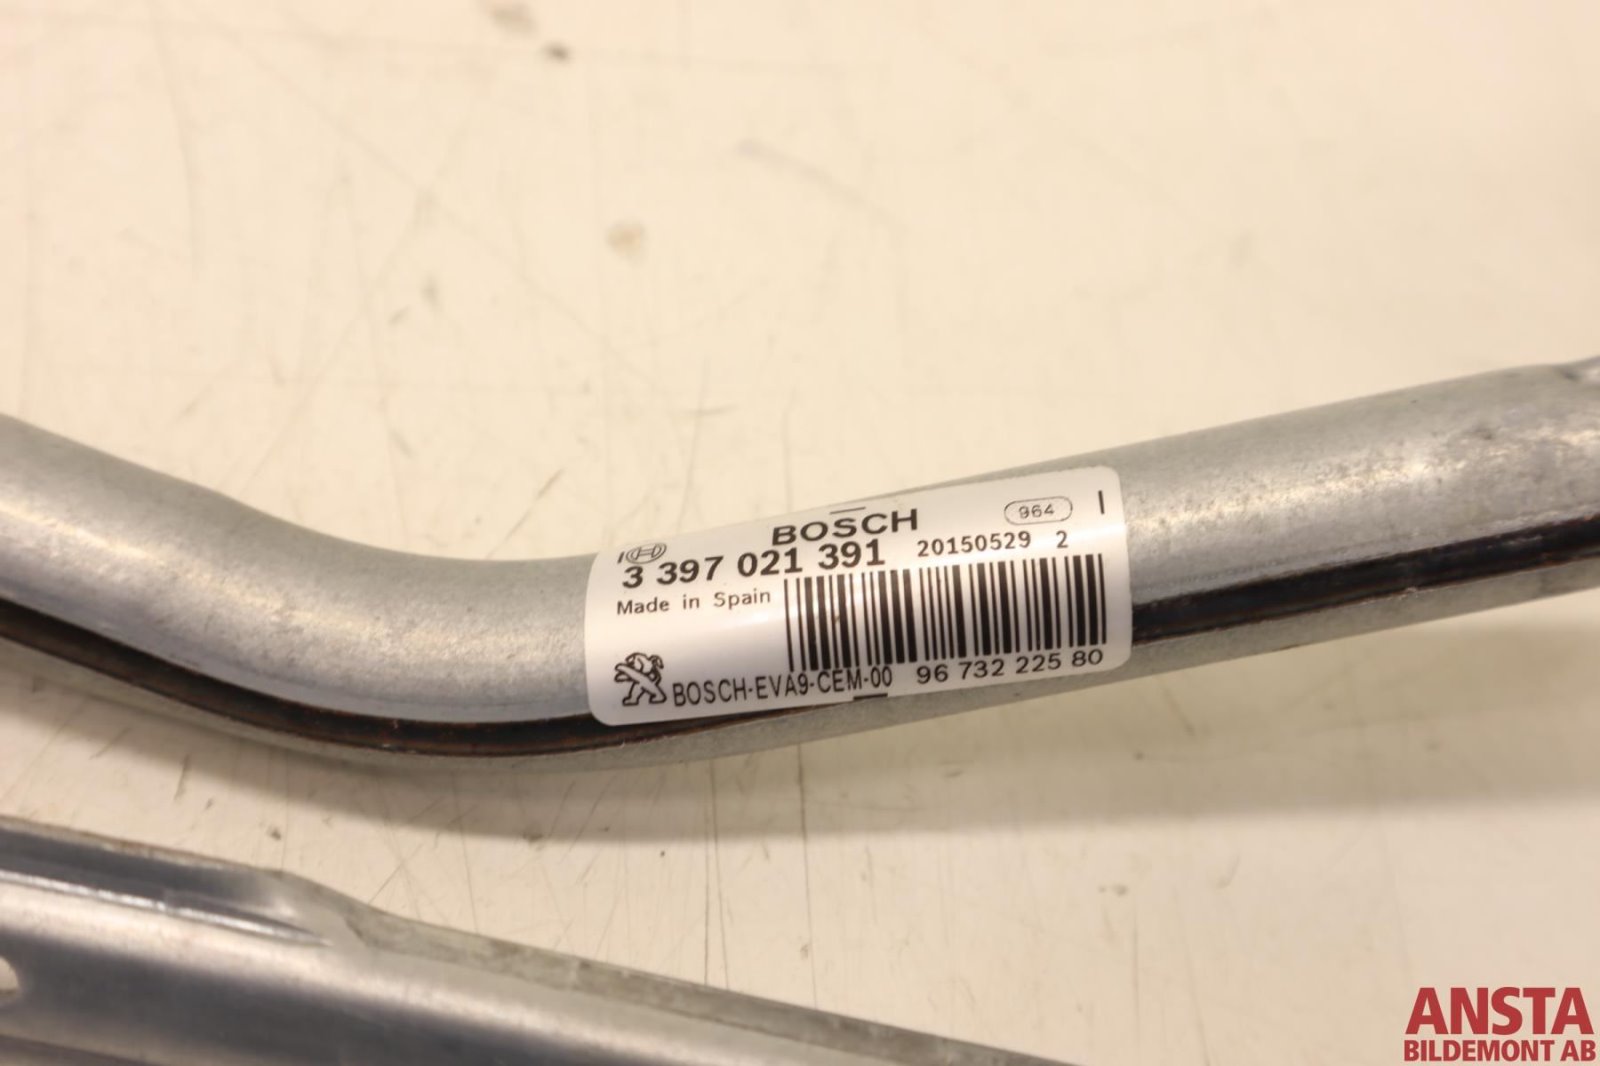 BOSCH 964
3 397 021 391 20150529 2
Made in Spain
BOSCH-EVA9-CEM-00 96 732 225 80
ANSTA
BILDEMONT AB